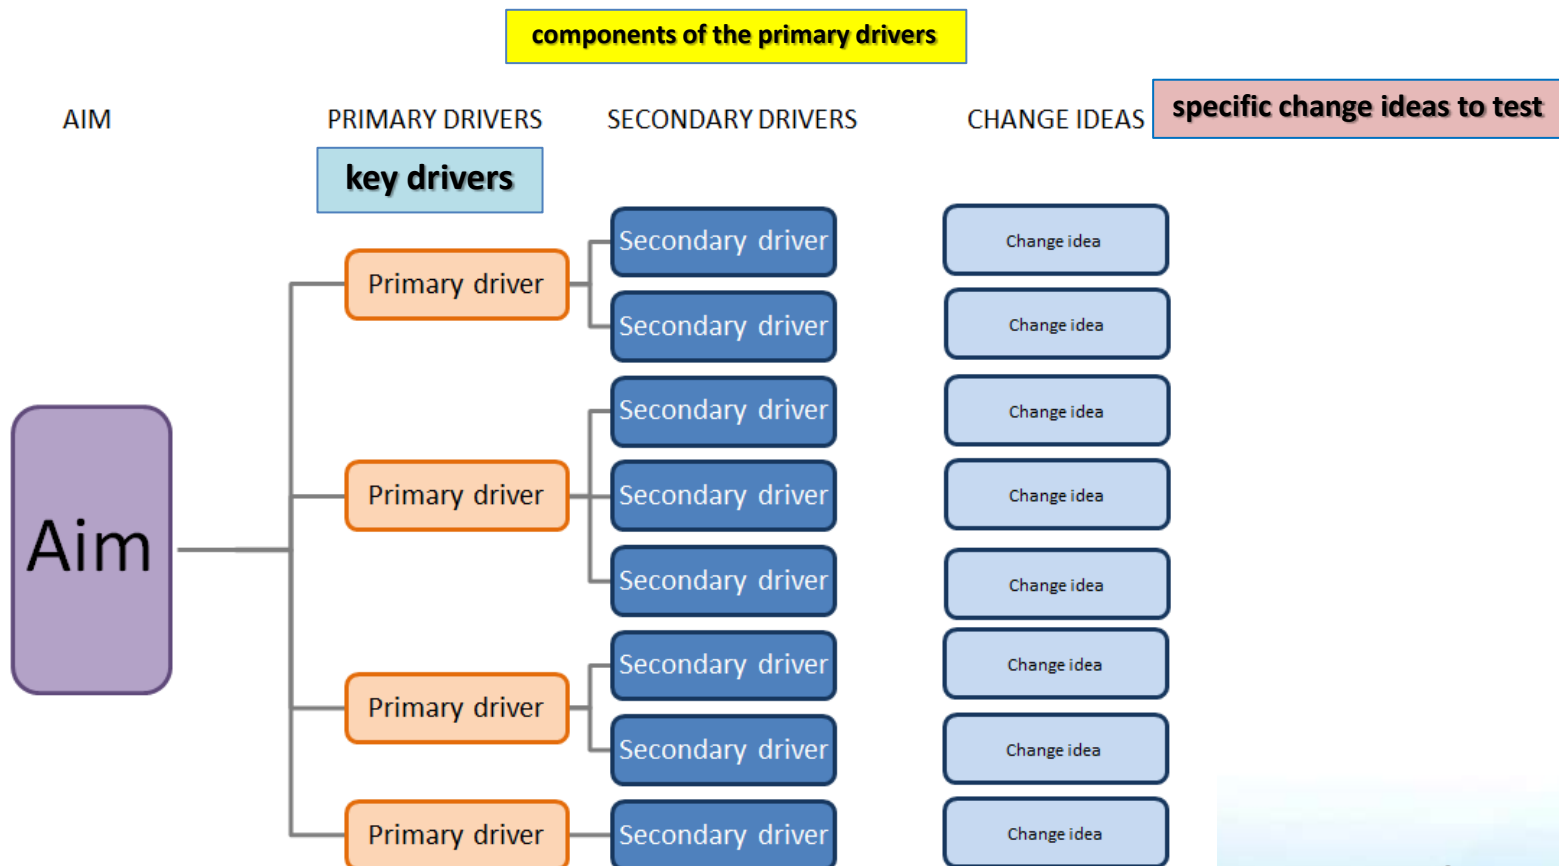 components of the primary drivers
specific change ideas to test
AIM
PRIMARY DRIVERS
SECONDARY DRIVERS
CHANGE IDEAS
key drivers
Secondary driver
Change idea
Primary driver
Secondary driver
Change idea
Secondary driver
Change idea
Primary driver
Secondary driver
Change idea
Aim
Secondary driver
Change idea
Secondary driver
Change idea
Primary driver
Secondary driver
Change idea
Primary driver
Secondary driver
Change idea